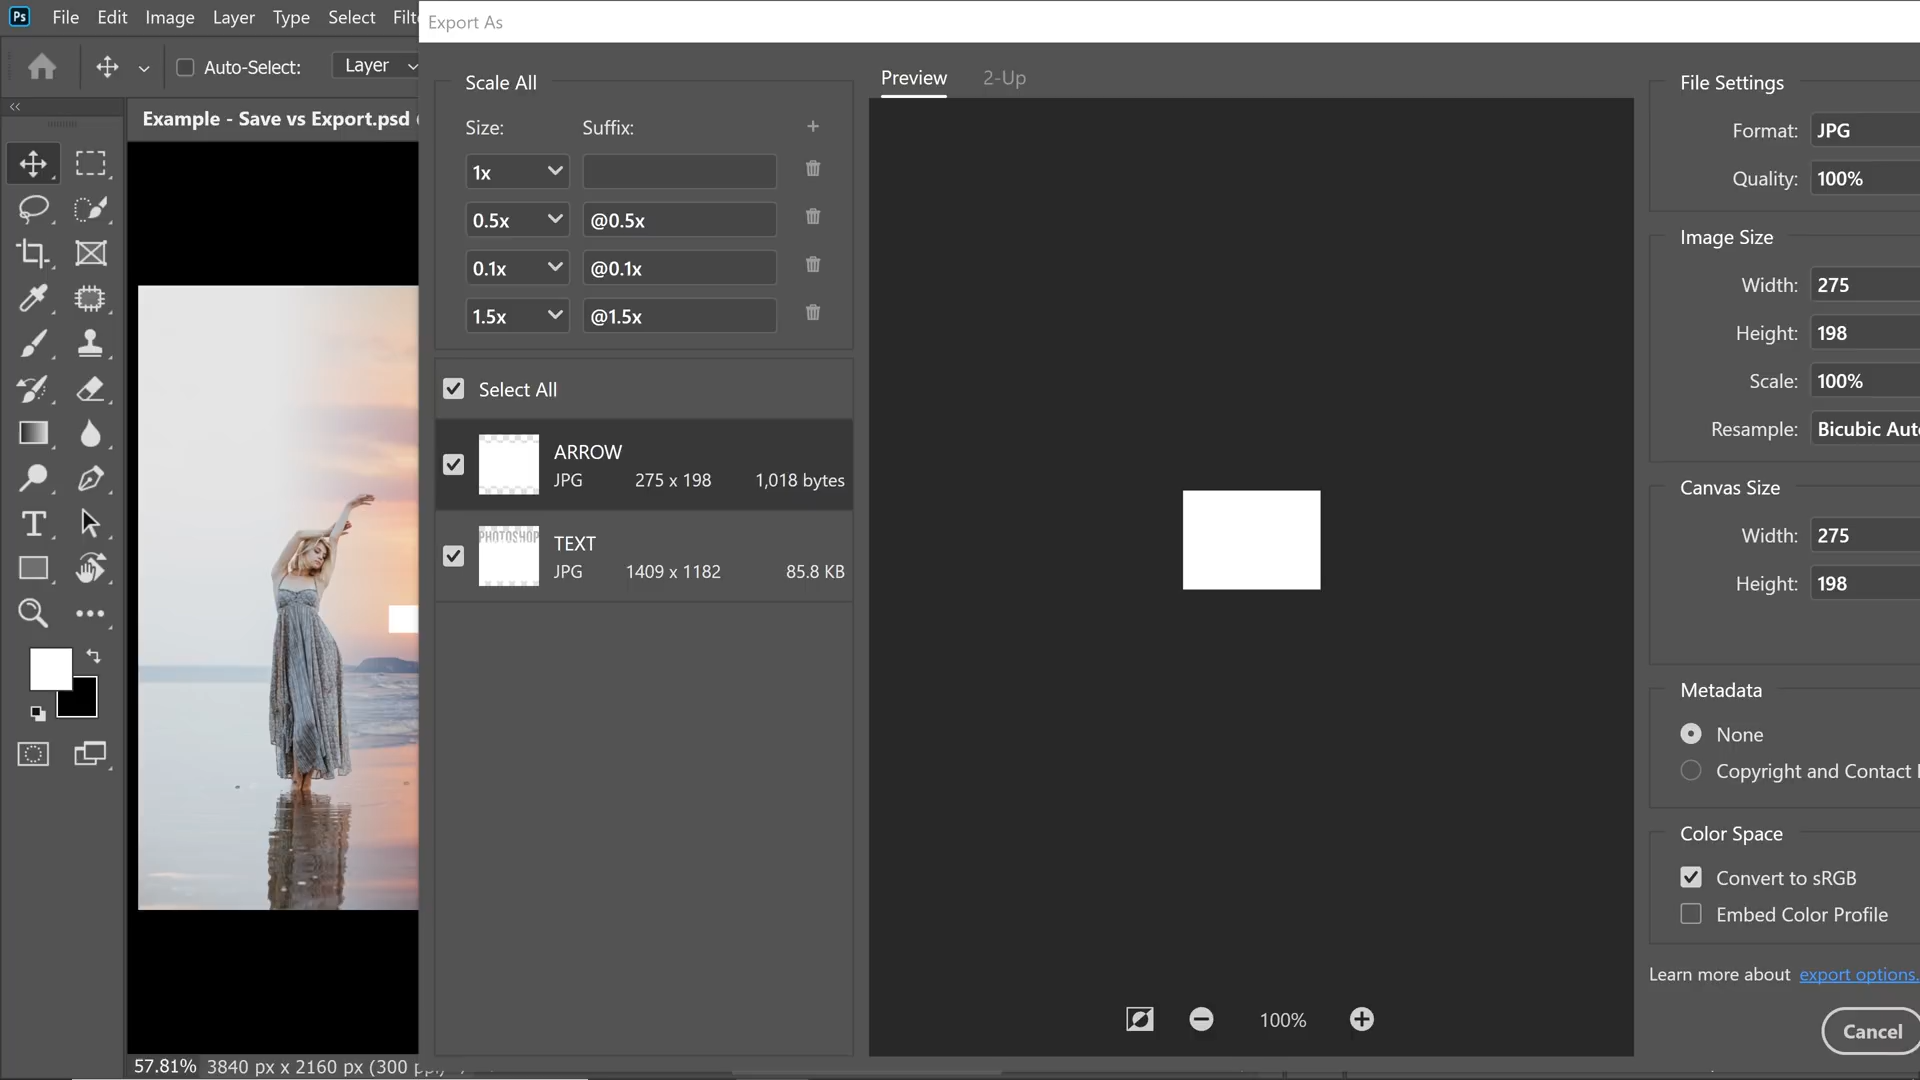 Ps File Edit Image Layer Type Select Filt
Export As
Auto-Select: Layer
Example - Save vs Export.psd
Scale All
Size: Suffix: +
1x
0.5x @0.5x
0.1x @0.1x
1.5x @1.5x
Select All
ARROW
JPG 275 x 198 1,018 bytes
PHOTOSHOP
TEXT
JPG 1409 x 1182 85.8 KB
Preview 2-Up
100%
File Settings
Format: JPG
Quality: 100%
Image Size
Width: 275
Height: 198
Scale: 100%
Resample: Bicubic Aut
Canvas Size
Width: 275
Height: 198
Metadata
None
Copyright and Contact
Color Space
Convert to sRGB
Embed Color Profile
Learn more about export options.
Cancel
57.81% 3840 px x 2160 px (300